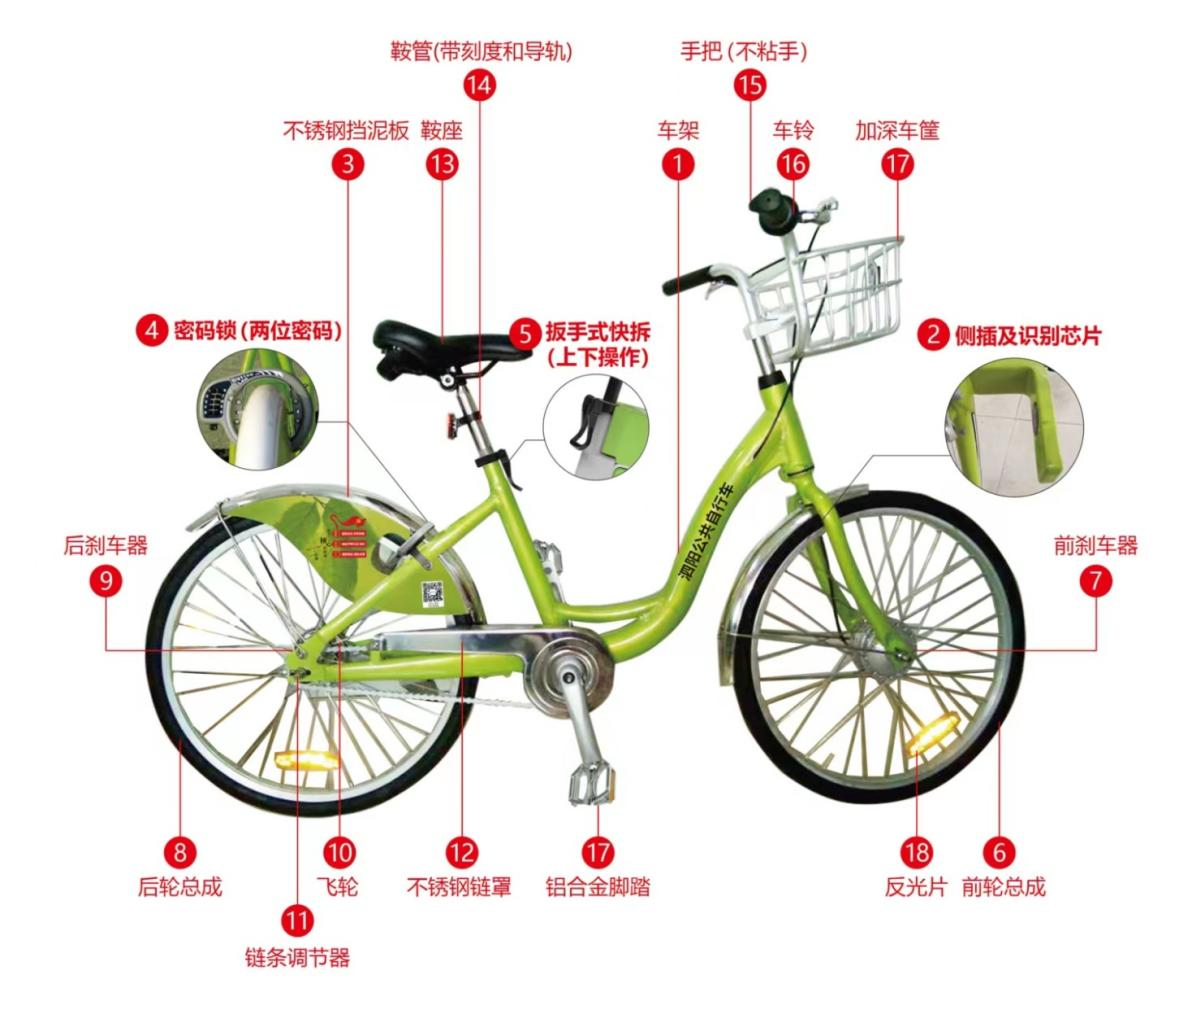 鞍管(带刻度和导轨)
14
手把(不粘手)
15
不锈钢挡泥板
3
鞍座
13
车架
1
车铃
16
加深车筐
17
4 密码锁(两位密码)
5 扳手式快拆
(上下操作)
2 侧插及识别芯片
泗阳公共自行车
后刹车器
9
前刹车器
7
8
后轮总成
10
飞轮
12
不锈钢链罩
17
铝合金脚踏
18
反光片
6
前轮总成
11
链条调节器